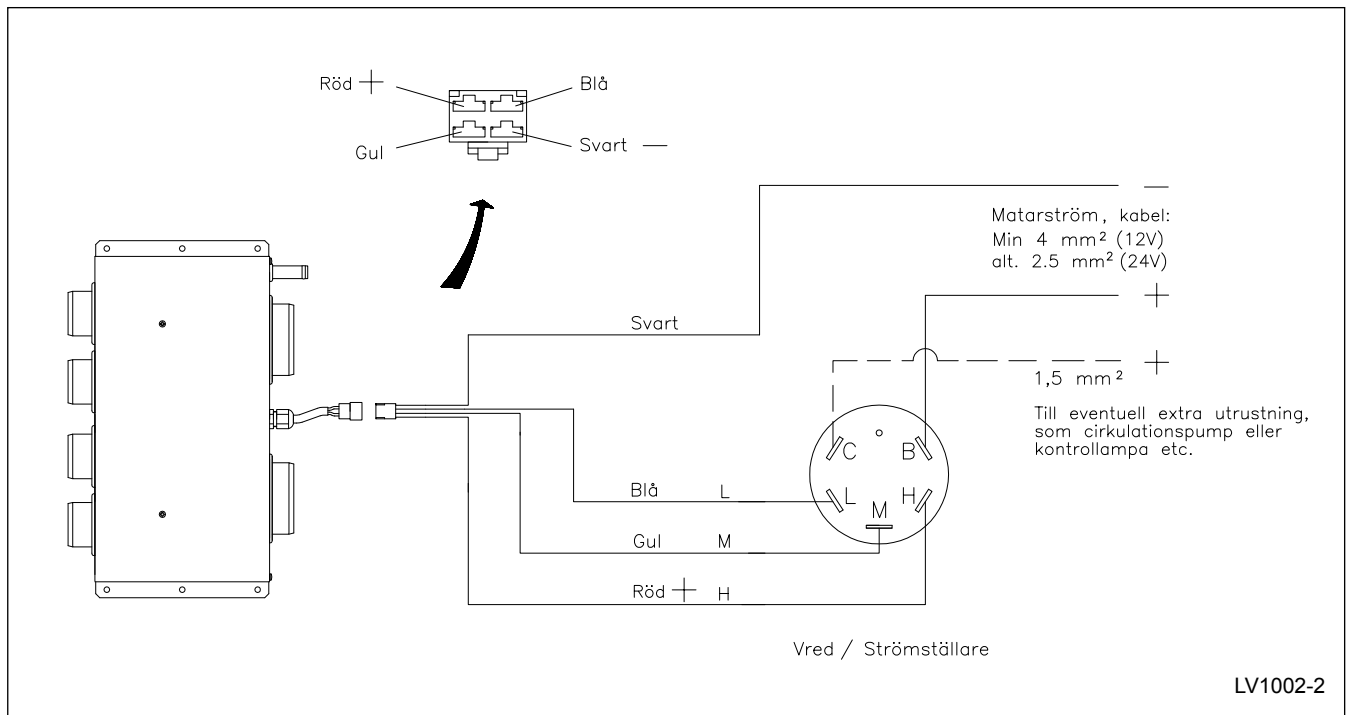 Röd +
Blå
Gul
Svart —
—
Matarström, kabel:
Min 4 mm² (12V)
alt. 2.5 mm² (24V)
+
Svart
+
1,5 mm²
Till eventuell extra utrustning,
som cirkulationspump eller
kontrollampa etc.
C B
L H
M
Blå L
Gul M
Röd + H
Vred / Strömställare
LV1002-2